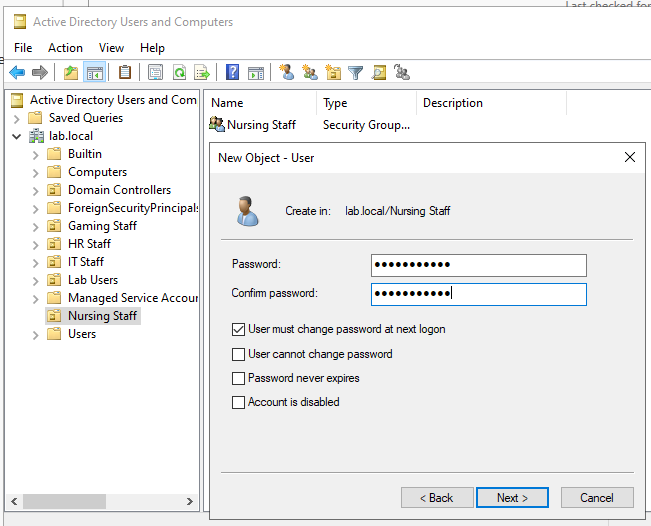 Last checked for
Active Directory Users and Computers
File Action View Help
Active Directory Users and Com
Saved Queries
lab.local
Builtin
Computers
Domain Controllers
ForeignSecurityPrincipals
Gaming Staff
HR Staff
IT Staff
Lab Users
Managed Service Accour
Nursing Staff
Users
Name Type Description
Nursing Staff Security Group...
New Object - User
Create in: lab.local/Nursing Staff
Password: ●●●●●●●●●●●
Confirm password: ●●●●●●●●●●●
User must change password at next logon
User cannot change password
Password never expires
Account is disabled
< Back Next > Cancel